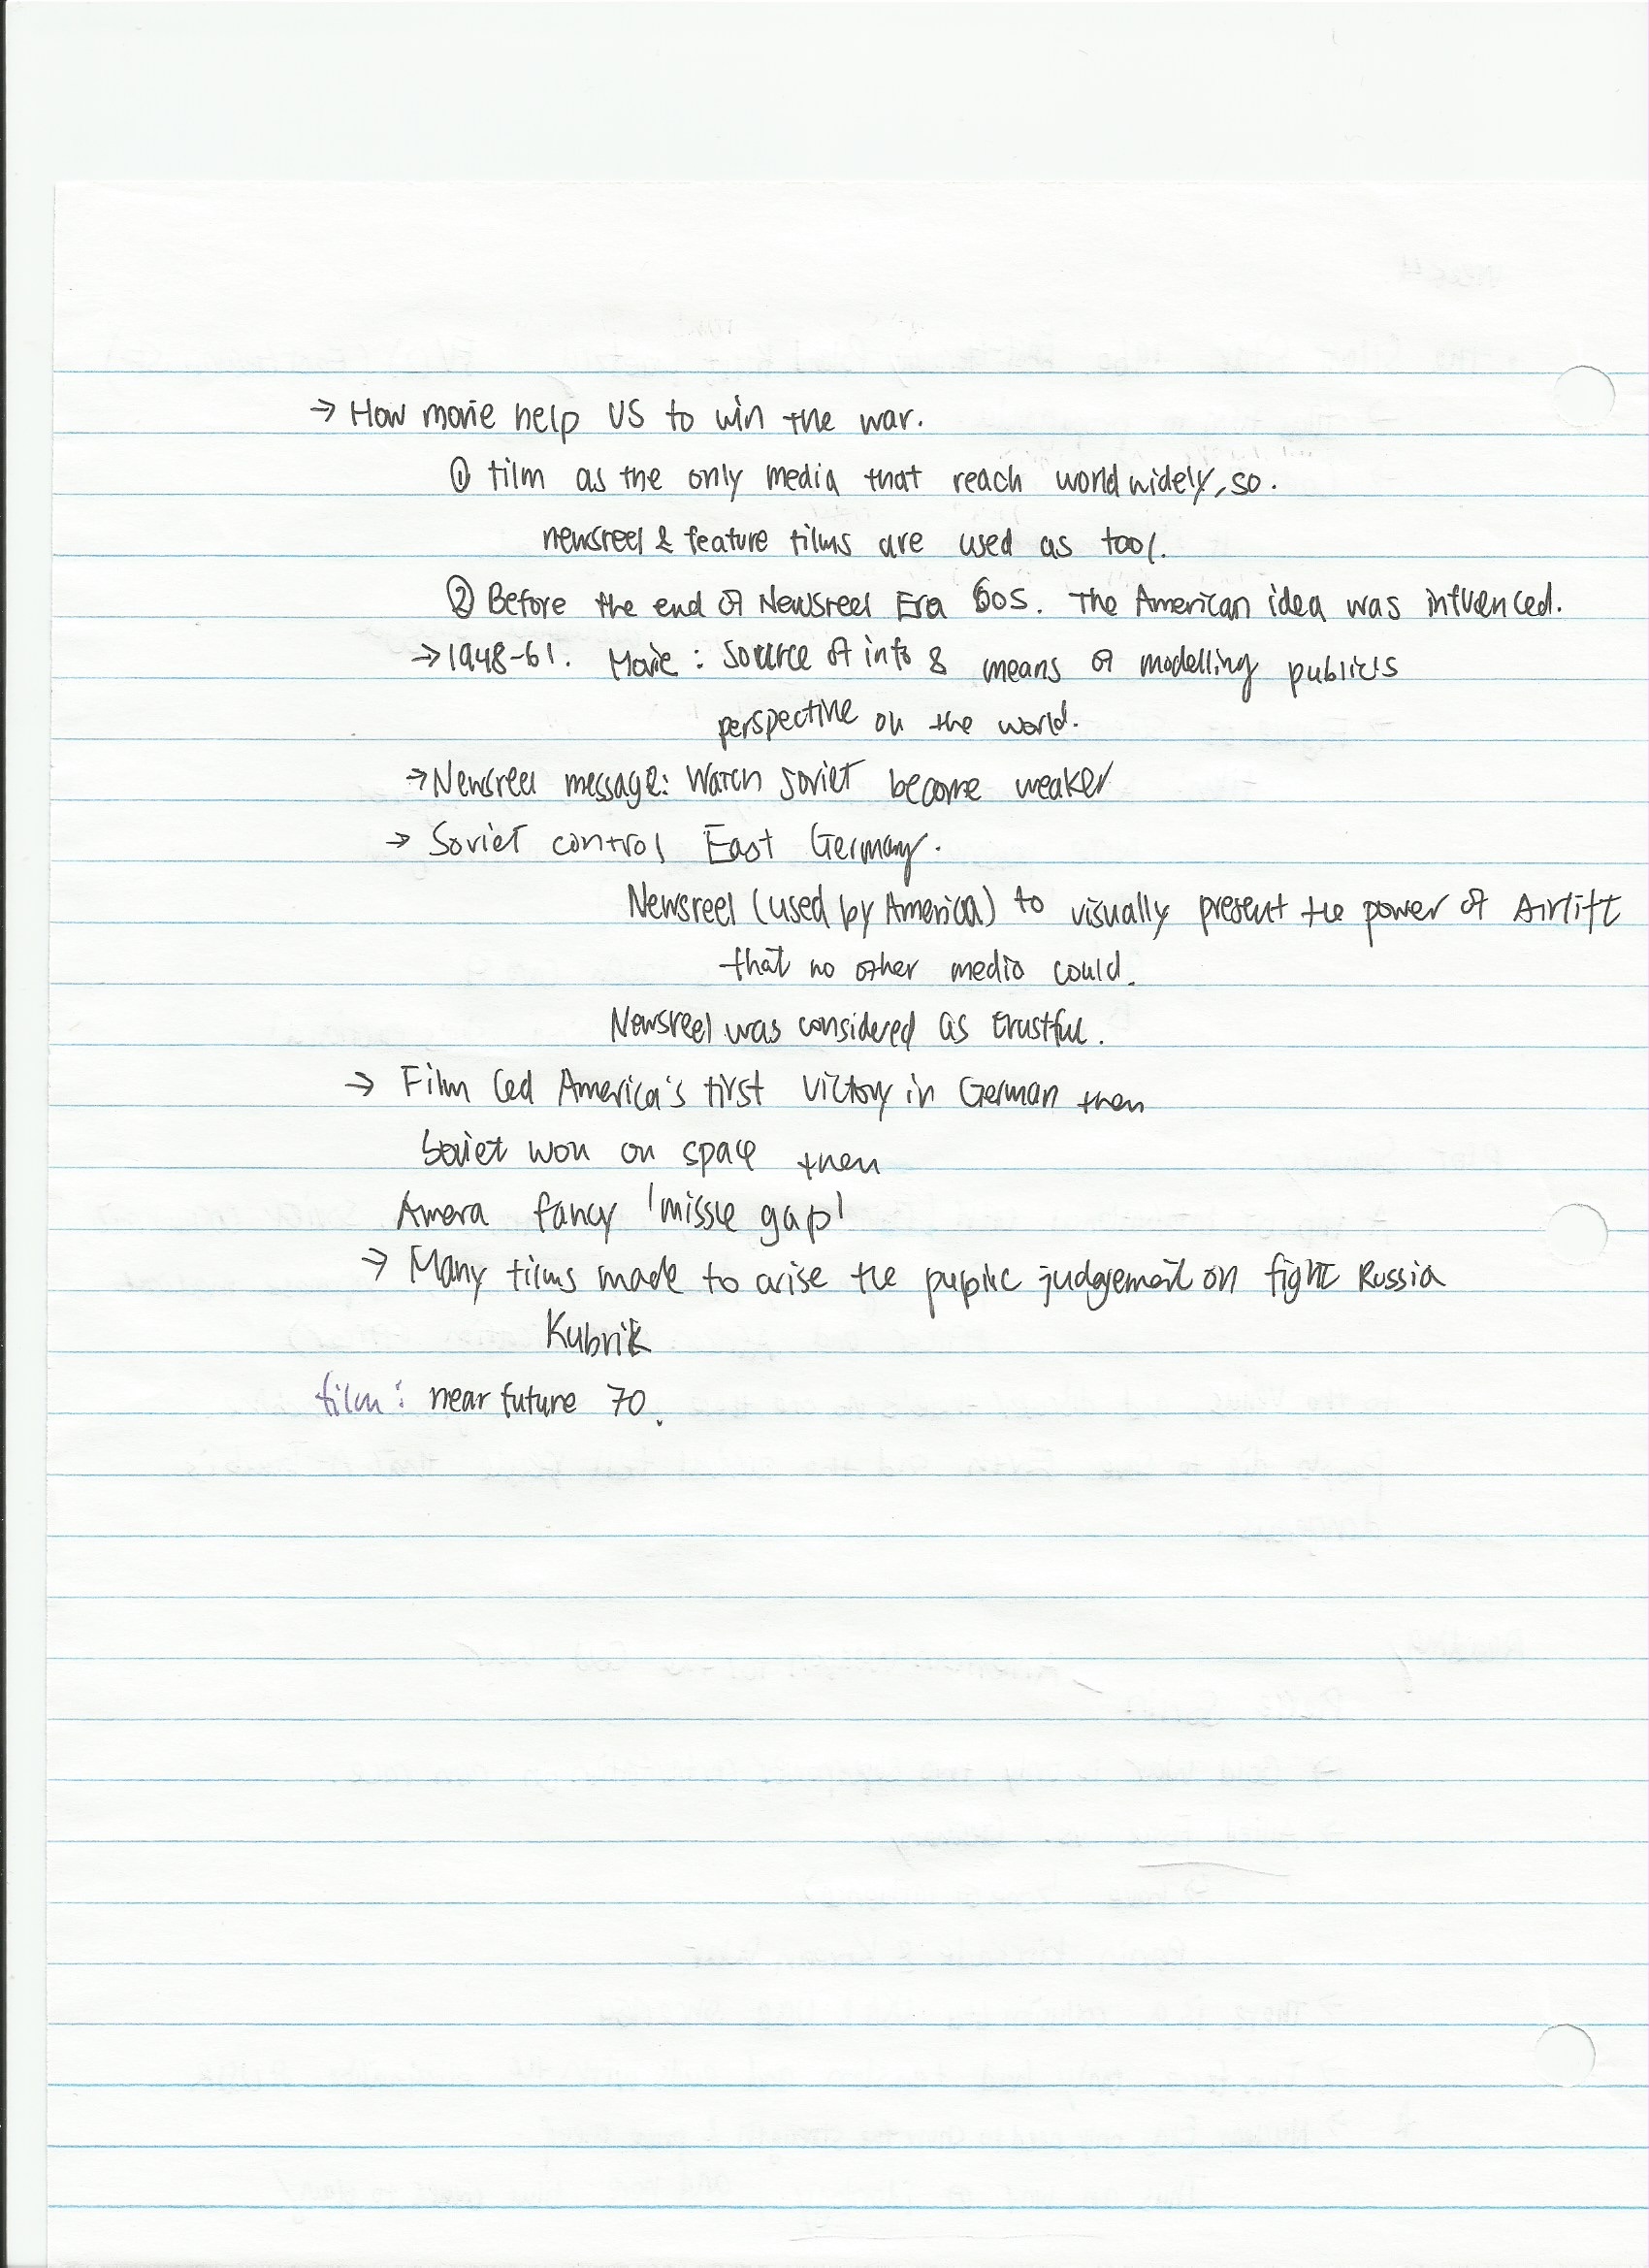 → How movie help US to win the war.
① film as the only media that reach world widely, so.
newsreel & feature films are used as tool.
② Before the end of Newsreel Era 60s. The American idea was influenced.
→ 1948-61. Movie : Source of info & means of modelling public's
perspective on the world.
→ Newsreel message: Watch Soviet become weaker
→ Soviet control East Germany.
Newsreel (used by America) to visually present the power of Airlift
that no other media could.
Newsreel was considered as trustful.
→ Film led America's first victory in German then
Soviet won on space then
Amera fancy 'missle gap'
→ Many films made to arise the puplic judgement on fight Russia
Kubrik
film: near future 70.